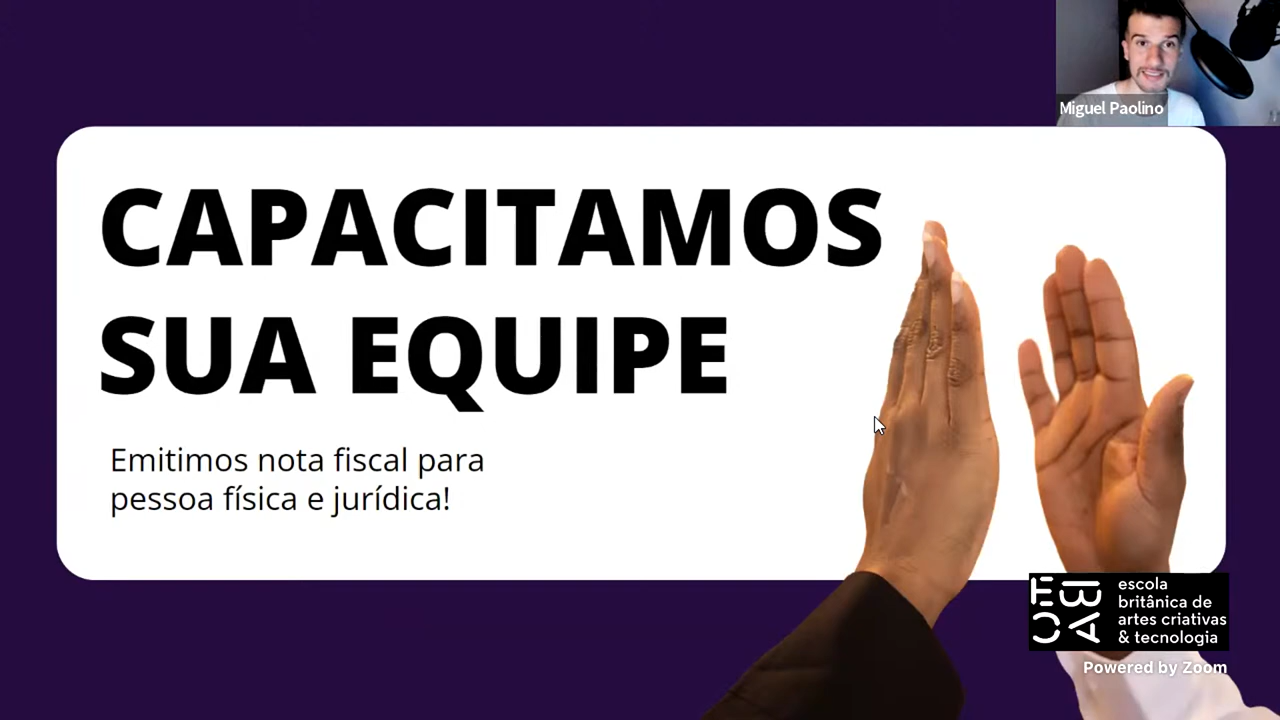 Miguel Paolino
CAPACITAMOS
SUA EQUIPE
Emitimos nota fiscal para
pessoa física e jurídica!
EBAC
escola
britânica de
artes criativas
& tecnologia
Powered by Zoom